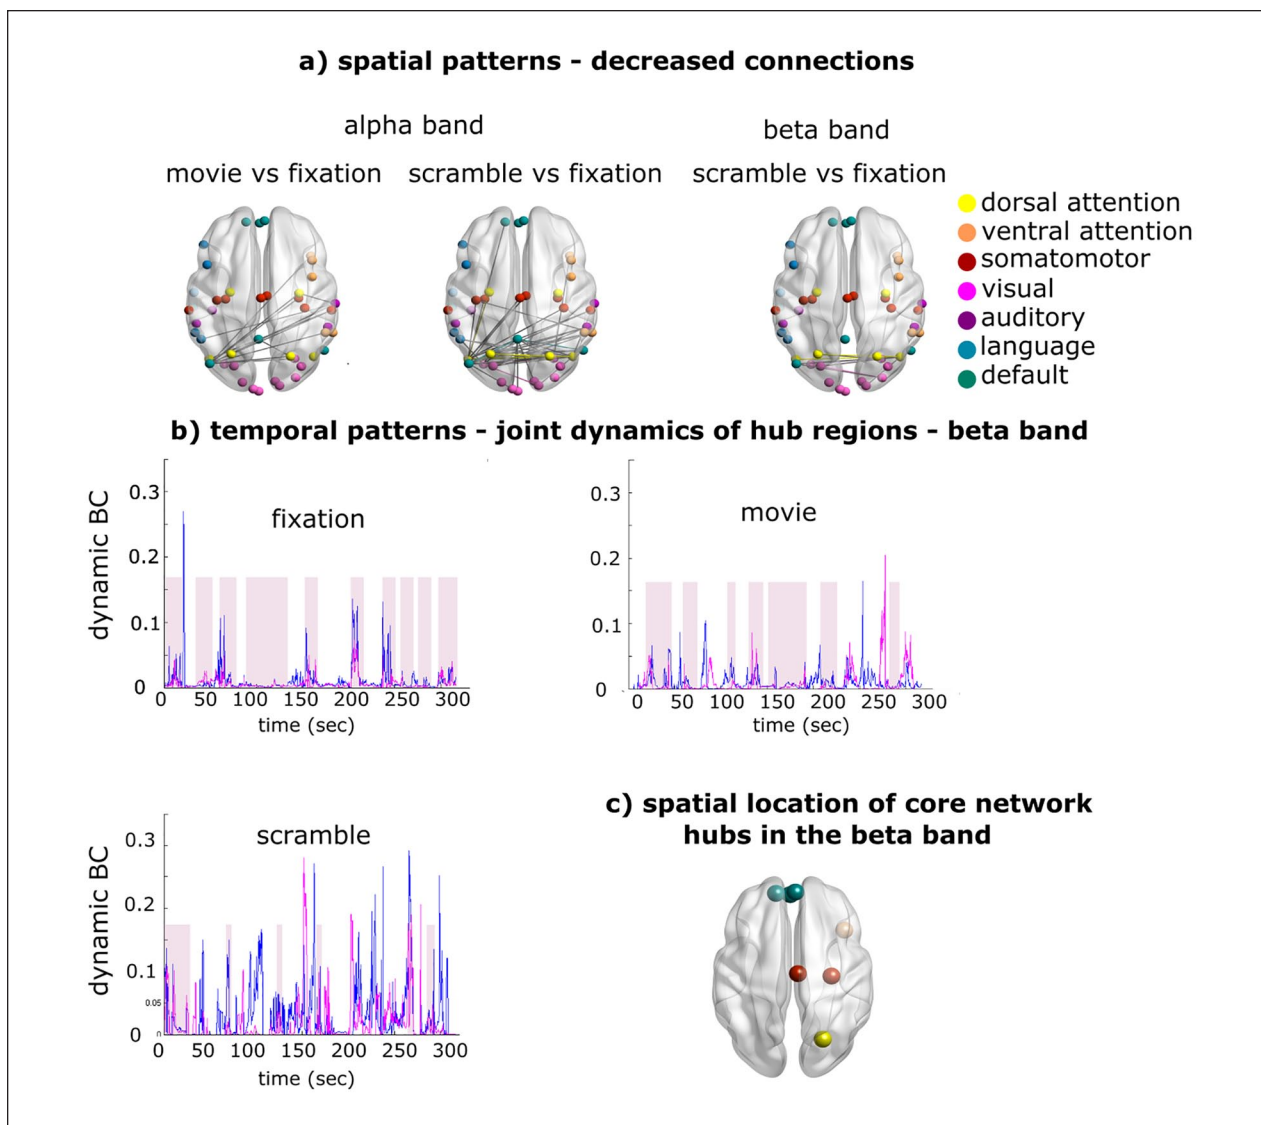 a) spatial patterns - decreased connections
alpha band
beta band
movie vs fixation
scramble vs fixation
scramble vs fixation
dorsal attention
ventral attention
somatomotor
visual
auditory
language
default
b) temporal patterns - joint dynamics of hub regions - beta band
dynamic BC
0.3
0.2
0.1
0
fixation
0 50 100 150 200 250 300
time (sec)
0.3
0.2
0.1
0
movie
0 50 100 150 200 250 300
time (sec)
dynamic BC
0.3
0.2
0.1
0.05
0
0
scramble
0 50 100 150 200 250 300
time (sec)
c) spatial location of core network
hubs in the beta band